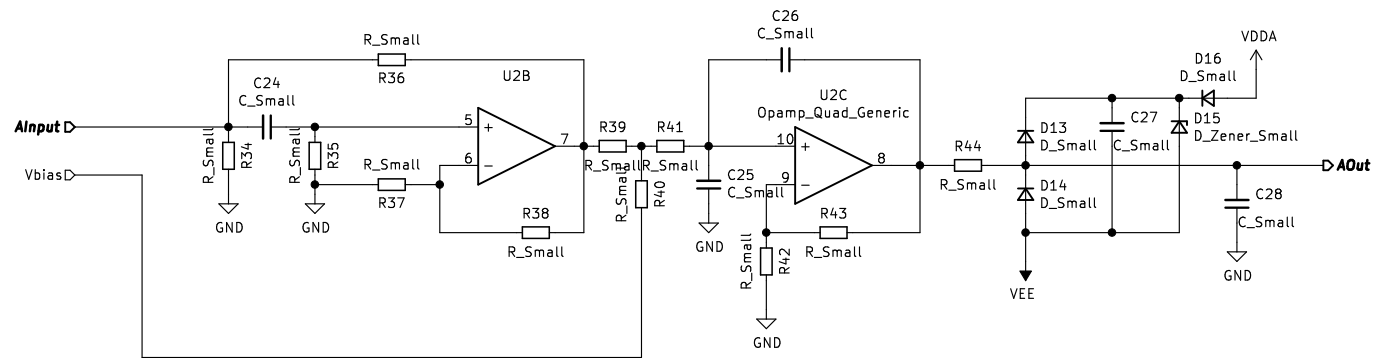 AInput
Vbias
R_Small
R34
GND
C24
C_Small
R_Small
R35
GND
R_Small
R36
R_Small
R37
U2B
5
+
6
−
7
R38
R_Small
R39
R_Small
R_Small
R40
R41
R_Small
C25
C_Small
GND
C26
C_Small
U2C
Opamp_Quad_Generic
10
+
9
−
8
R_Small
R42
GND
R43
R_Small
R44
R_Small
D13
D_Small
D14
D_Small
VEE
C27
C_Small
D16
D_Small
VDDA
D15
D_Zener_Small
C28
C_Small
GND
AOut